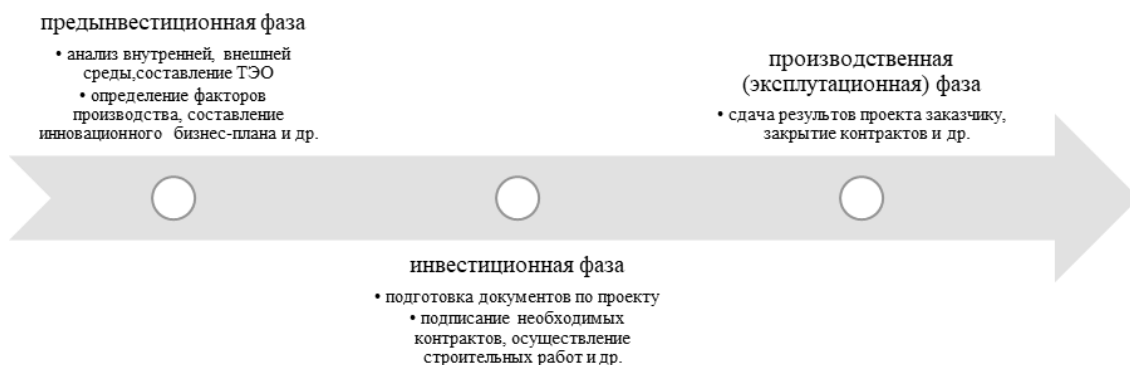 предынвестиционная фаза
• анализ внутренней, внешней
среды,составление ТЭО
• определение факторов
производства, составление
инновационного бизнес-плана и др.
инвестиционная фаза
• подготовка документов по проекту
• подписание необходимых
контрактов, осуществление
строительных работ и др.
производственная
(эксплутационная) фаза
• сдача результов проекта заказчику,
закрытие контрактов и др.